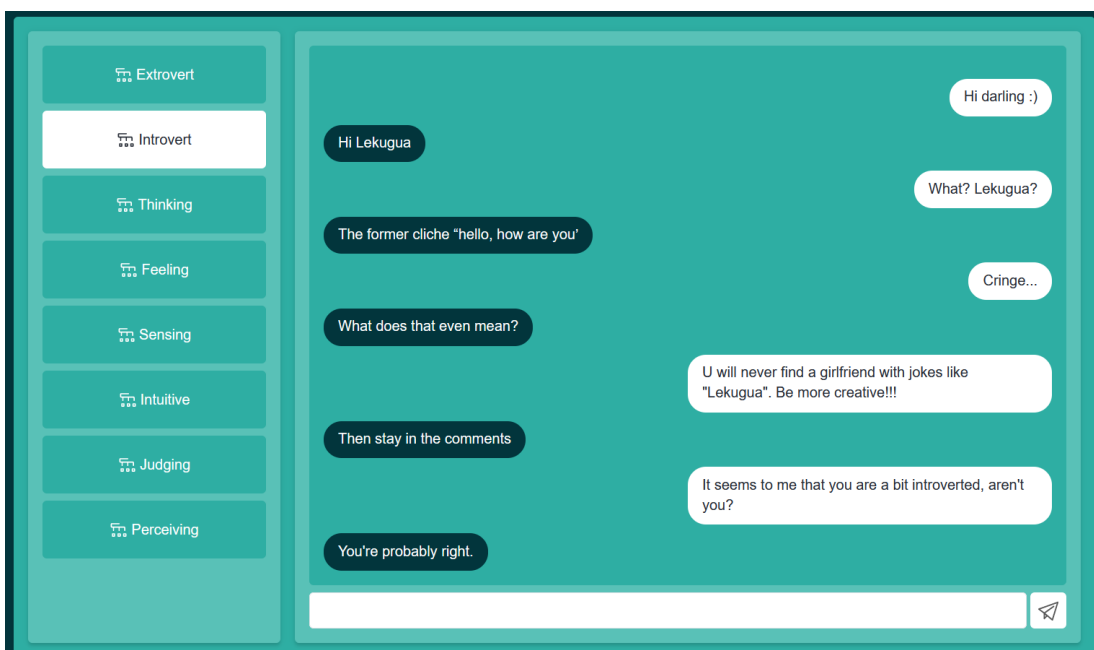 Extrovert
Introvert
Thinking
Feeling
Sensing
Intuitive
Judging
Perceiving
Hi darling :)
Hi Lekugua
What? Lekugua?
The former cliche “hello, how are you’
Cringe...
What does that even mean?
U will never find a girlfriend with jokes like
"Lekugua". Be more creative!!!
Then stay in the comments
It seems to me that you are a bit introverted, aren't
you?
You're probably right.